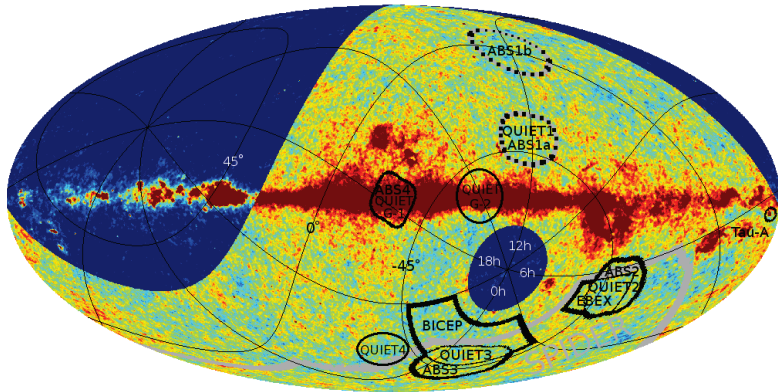 ABS1b
QUIET1
ABS1a
45°
ABS4
QUIET
G-1
QUIET
G-2
0°
Tau-A
-45°
12h
18h
6h
0h
ABS2
QUIET2
EBEX
BICEP
QUIET4
QUIET3
ABS3